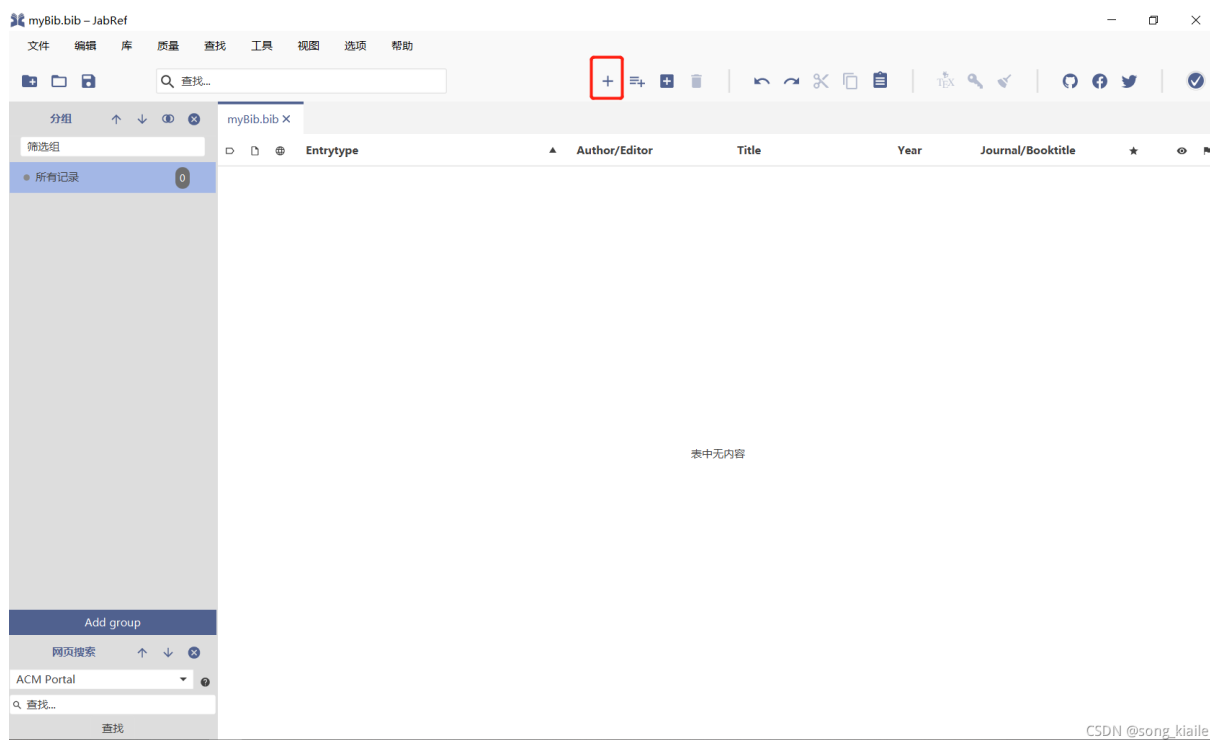 myBib.bib – JabRef
文件 编辑 库 质量 查找 工具 视图 选项 帮助
查找...
TEX
分组
myBib.bib
筛选组
Entrytype Author/Editor Title Year Journal/Booktitle
所有记录 0
表中无内容
Add group
网页搜索
ACM Portal
查找...
查找
CSDN @song_kiaile